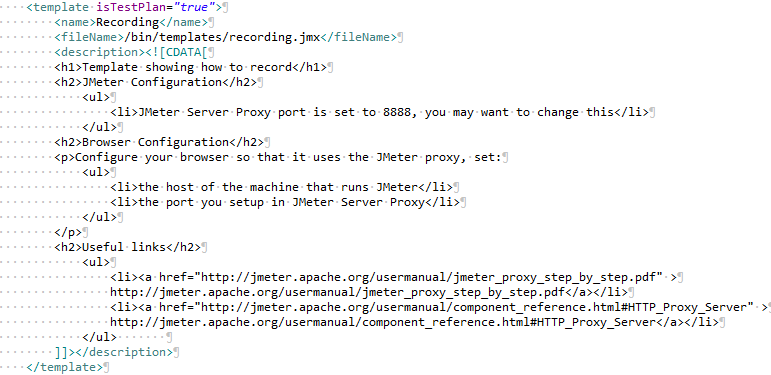 <template isTestPlan="true">
<name>Recording</name>
<fileName>/bin/templates/recording.jmx</fileName>
<description><![CDATA[
<h1>Template showing how to record</h1>
<h2>JMeter Configuration</h2>
<ul>
<li>JMeter Server Proxy port is set to 8888, you may want to change this</li>
</ul>
<h2>Browser Configuration</h2>
<p>Configure your browser so that it uses the JMeter proxy, set:
<ul>
<li>the host of the machine that runs JMeter</li>
<li>the port you setup in JMeter Server Proxy</li>
</ul>
</p>
<h2>Useful links</h2>
<ul>
<li><a href="http://jmeter.apache.org/usermanual/jmeter_proxy_step_by_step.pdf" >
http://jmeter.apache.org/usermanual/jmeter_proxy_step_by_step.pdf</a></li>
<li><a href="http://jmeter.apache.org/usermanual/component_reference.html#HTTP_Proxy_Server" >
http://jmeter.apache.org/usermanual/component_reference.html#HTTP_Proxy_Server</a></li>
</ul>
]]></description>
</template>